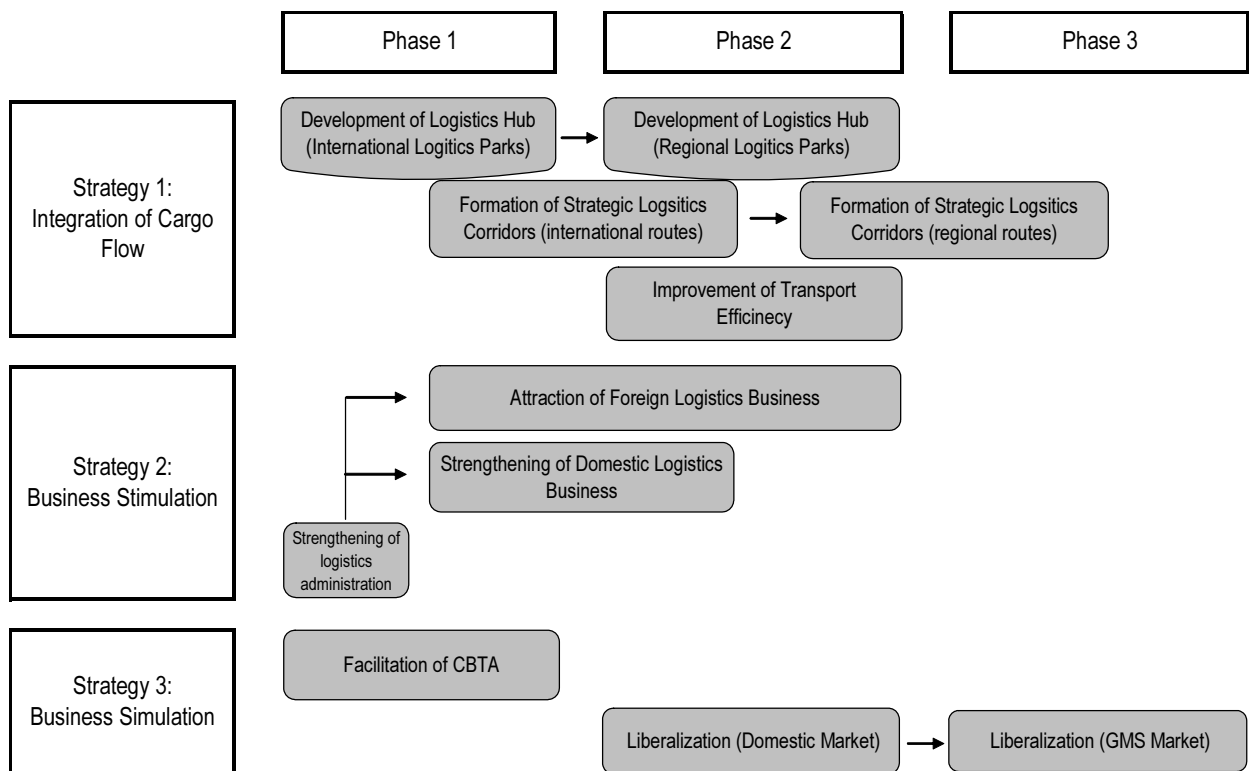 Phase 1
Phase 2
Phase 3
Strategy 1:
Integration of Cargo
Flow
Development of Logistics Hub
(International Logitics Parks)
Development of Logistics Hub
(Regional Logitics Parks)
Formation of Strategic Logsitics
Corridors (international routes)
Formation of Strategic Logsitics
Corridors (regional routes)
Improvement of Transport
Efficinecy
Strategy 2:
Business Stimulation
Attraction of Foreign Logistics Business
Strengthening of Domestic Logistics
Business
Strengthening of
logistics
administration
Strategy 3:
Business Simulation
Facilitation of CBTA
Liberalization (Domestic Market)
Liberalization (GMS Market)